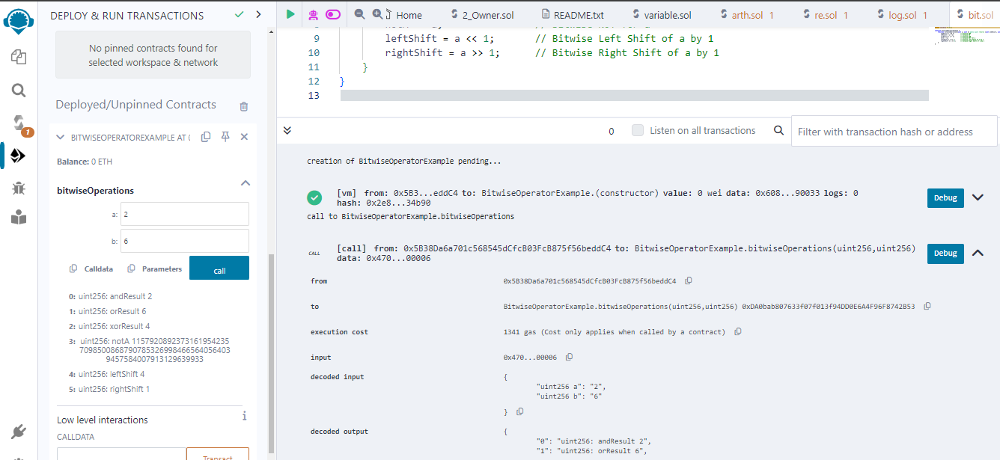 DEPLOY & RUN TRANSACTIONS
No pinned contracts found for
selected workspace & network
Deployed/Unpinned Contracts
1
BITWISEOPERATOREXAMPLE AT (
Balance: 0 ETH
bitwiseOperations
a: 2
b: 6
Calldata Parameters call
0: uint256: andResult 2
1: uint256: orResult 6
2: uint256: xorResult 4
3: uint256: notA 1157920892373161954235
70985008687907853269984665640564039
4575840079131296399​33
4: uint256: leftShift 4
5: uint256: rightShift 1
Low level interactions i
CALLDATA
Transact
Home 2_Owner.sol README.txt variable.sol arth.sol 1 re.sol 1 log.sol 1 bit.sol
9 leftShift = a << 1; // Bitwise Left Shift of a by 1
10 rightShift = a >> 1; // Bitwise Right Shift of a by 1
11 }
12 }
13
0 Listen on all transactions Filter with transaction hash or address
creation of BitwiseOperatorExample pending...
[vm] from: 0x5B3...eddC4 to: BitwiseOperatorExample.(constructor) value: 0 wei data: 0x608...90033 logs: 0
hash: 0x2e8...34b90
Debug
call to BitwiseOperatorExample.bitwiseOperations
CALL [call] from: 0x5B38Da6a701c568545dCfcB03FcB875f56beddC4 to: BitwiseOperatorExample.bitwiseOperations(uint256,uint256)
data: 0x470...00006
Debug
from 0x5B38Da6a701c568545dCfcB03FcB875f56beddC4
to BitwiseOperatorExample.bitwiseOperations(uint256,uint256) 0xDA0bab807633f07f013f94DD0E6A4F96F8742B53
execution cost 1341 gas (Cost only applies when called by a contract)
input 0x470...00006
decoded input {
"uint256 a": "2",
"uint256 b": "6"
}
decoded output {
"0": "uint256: andResult 2",
"1": "uint256: orResult 6",